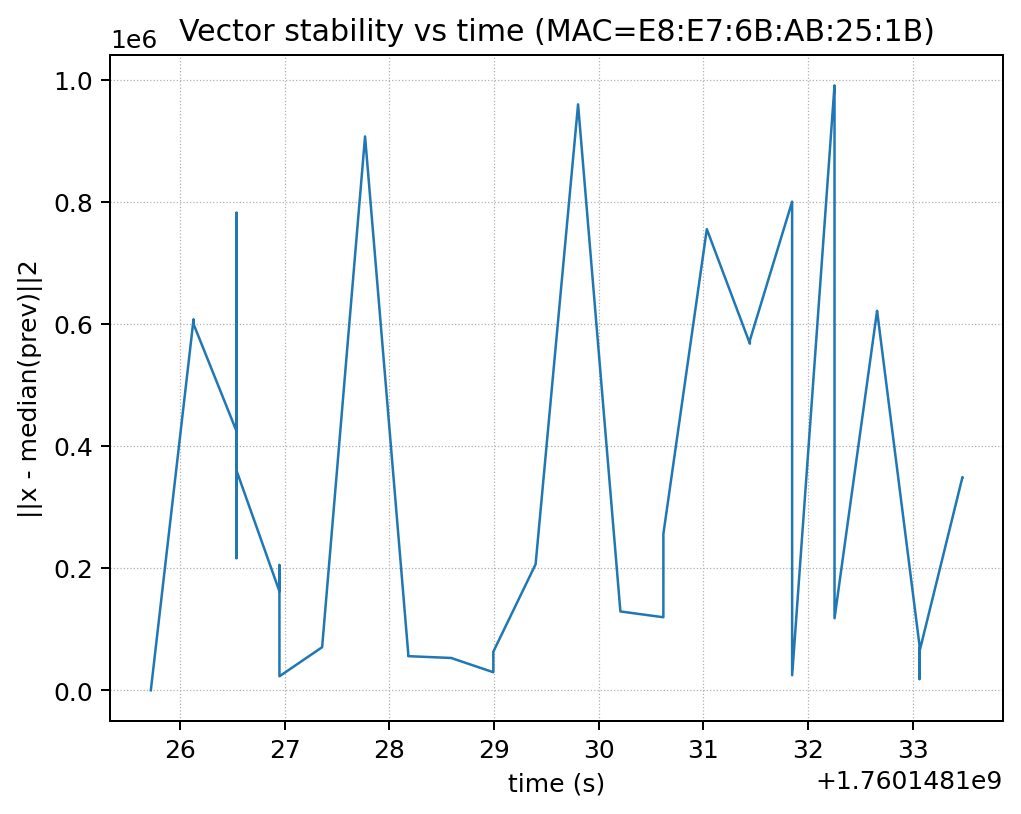 Vector stability vs time (MAC=E8:E7:6B:AB:25:1B)
1e6
1.0
0.8
0.6
0.4
0.2
0.0
||x - median(prev)||2
26 27 28 29 30 31 32 33
time (s)
+1.7601481e9